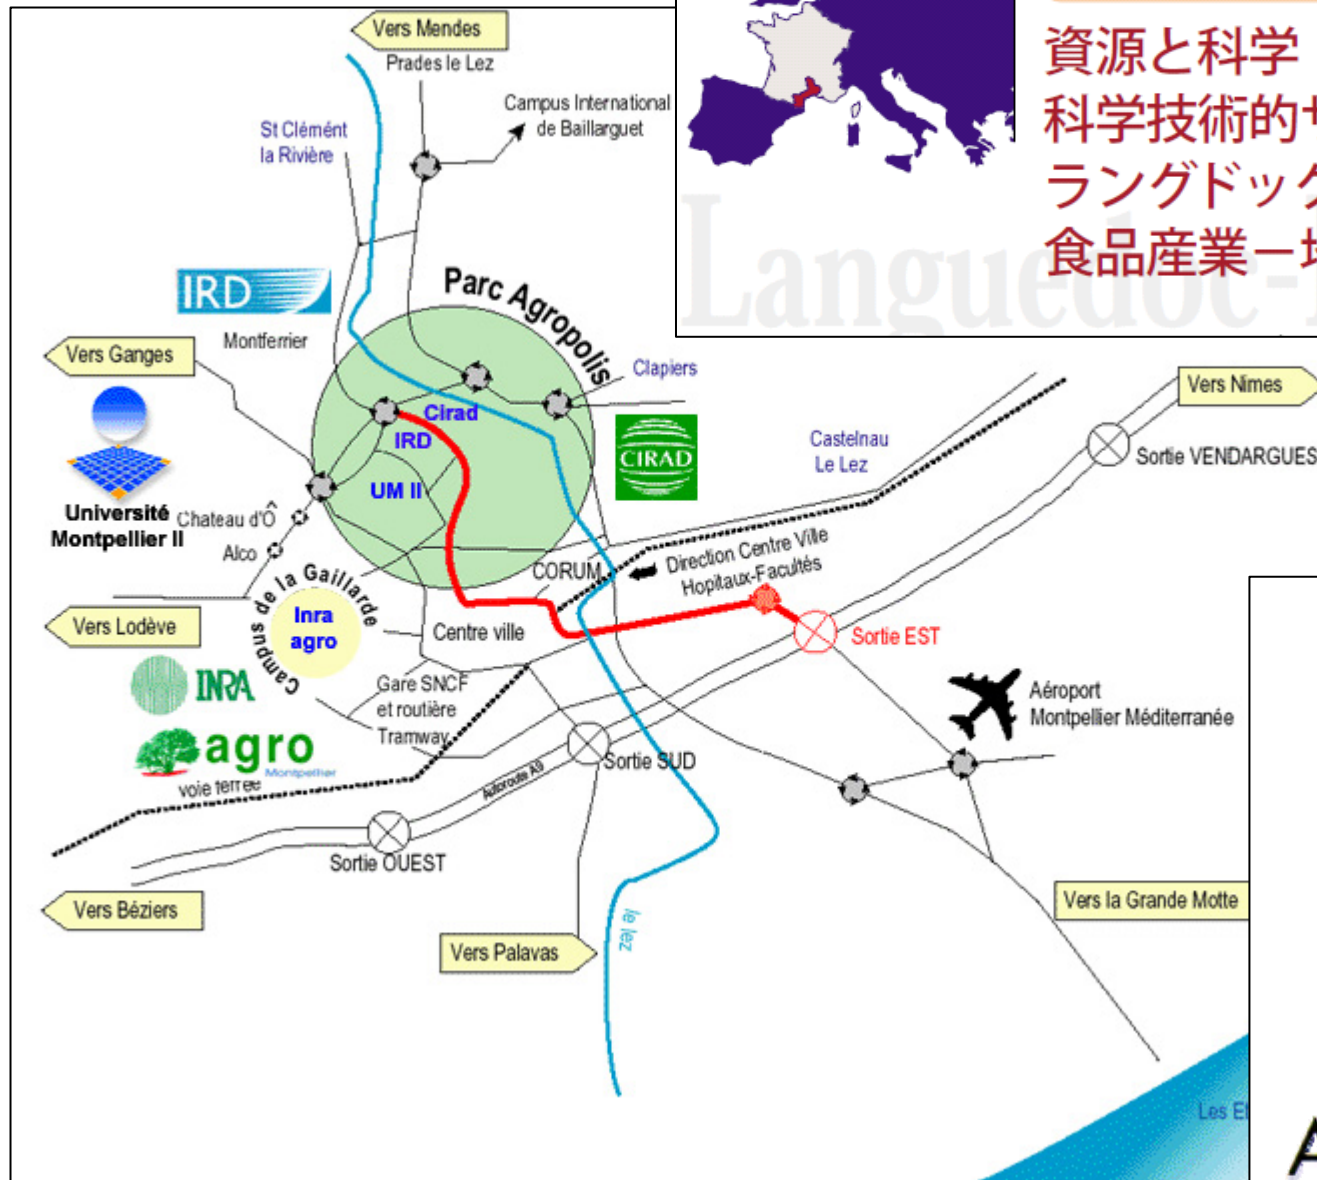 Vers Mendes
Prades le Lez
Campus International
de Baillarguet
St Clémént
la Rivière
IRD
Montferrier
Parc Agropolis
Vers Ganges
Clapiers
Cirad
IRD
UM II
CIRAD
Université
Montpellier II
Chateau d'Ô
Alco
Castelnau
Le Lez
Vers Nimes
Sortie VENDARGUES
CORUM
Direction Centre Ville
Hopitaux-Facultés
Campus de la Gaillarde
Inra
agro
Vers Lodève
Centre ville
Sortie EST
INRA
agro
Montpellier
Gare SNCF
et routière
Tramway
voie ferrée
Aéroport
Montpellier Méditerranée
Sortie SUD
Autoroute A9
Sortie OUEST
Vers Béziers
Vers Palavas
le lez
Vers la Grande Motte
Les
資源と科学
科学技術的
ラングドック
食品産業－
Languedoc-